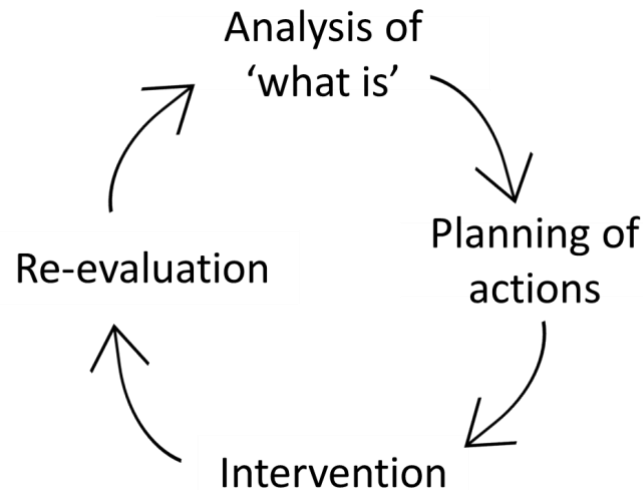 Analysis of
‘what is’
Planning of
actions
Intervention
Re-evaluation